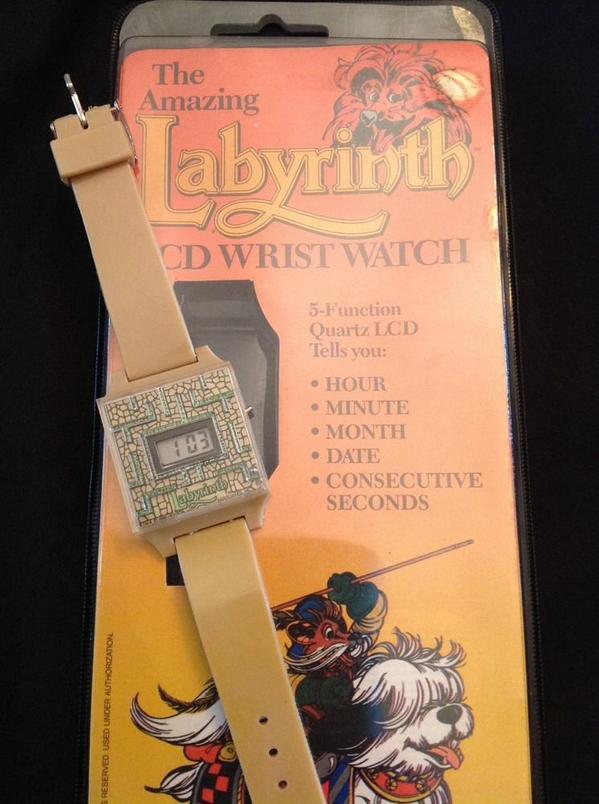 The
Amazing
Labyrinth
CD WRIST WATCH
5-Function
Quartz LCD
Tells you:
• HOUR
• MINUTE
• MONTH
• DATE
• CONSECUTIVE
SECONDS
1 03
Labyrinth
S RESERVED. USED UNDER AUTHORIZATION.